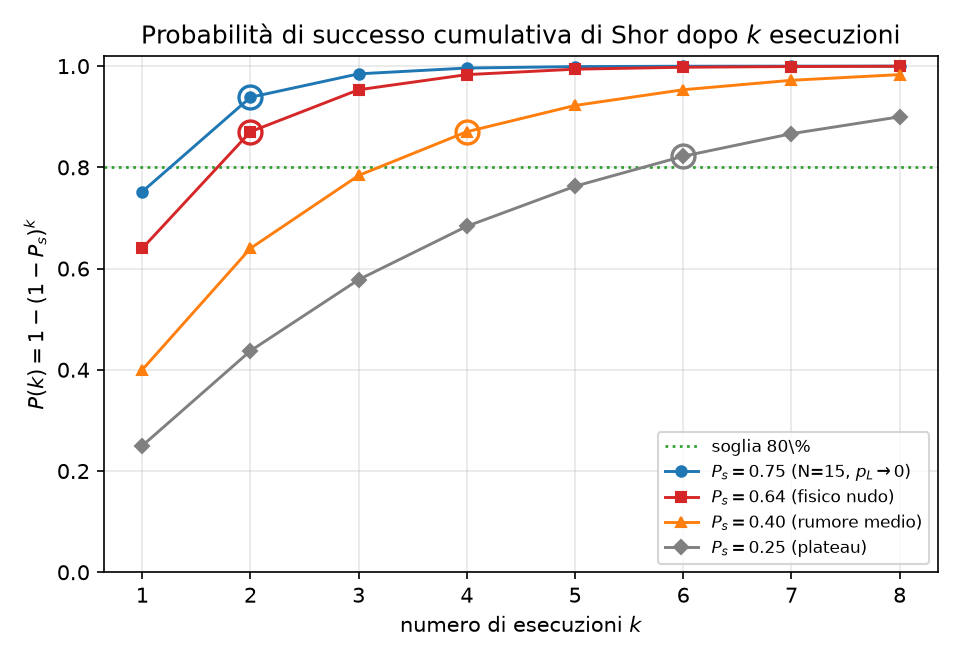 Probabilità di successo cumulativa di Shor dopo k esecuzioni
P(k) = 1 − (1 − P_s)^k
1.0
0.8
0.6
0.4
0.2
0.0
soglia 80\%
P_s = 0.75 (N=15, p_L → 0)
P_s = 0.64 (fisico nudo)
P_s = 0.40 (rumore medio)
P_s = 0.25 (plateau)
1 2 3 4 5 6 7 8
numero di esecuzioni k